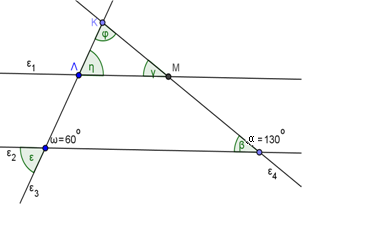 Κ
φ
ε₁
Λ
η
γ
Μ
ω=60°
α=130°
ε₂
ε
β
ε₃
ε₄